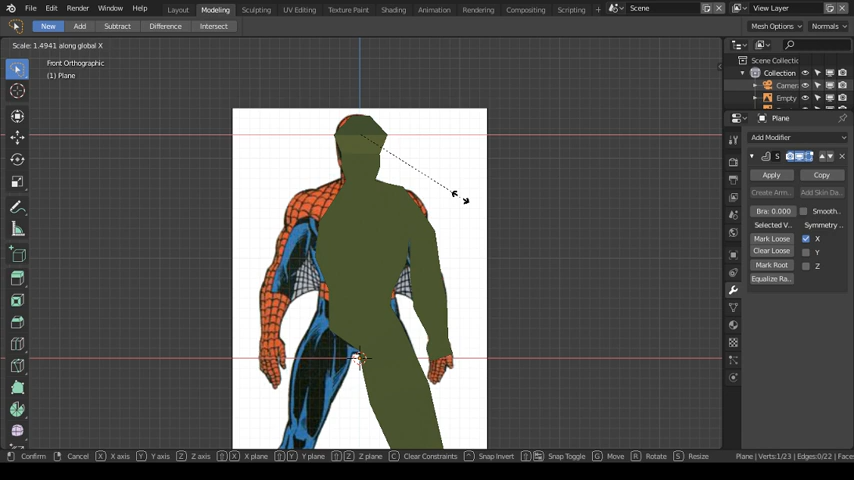 File Edit Render Window Help Layout Modeling Sculpting UV Editing Texture Paint Shading Animation Rendering Compositing Scripting + Scene View Layer
New Add Subtract Difference Intersect Mesh Options Normals
Scale: 1.4941 along global X
Front Orthographic
(1) Plane
Scene Collectic
Collection
Camer
Empty
Plane
Add Modifier
S
Apply Copy
Create Arm.. Add Skin Da..
Bra: 0.000 Smooth..
Selected V.. Symmetry ..
Mark Loose X
Clear Loose Y
Mark Root Z
Equalize Ra..
Confirm Cancel X X axis Y Y axis Z Z axis X X plane Y Y plane Z Z plane C Clear Constraints Snap Invert Snap Toggle G Move R Rotate S Resize Plane | Verts:1/23 | Edges:0/22 | Faces